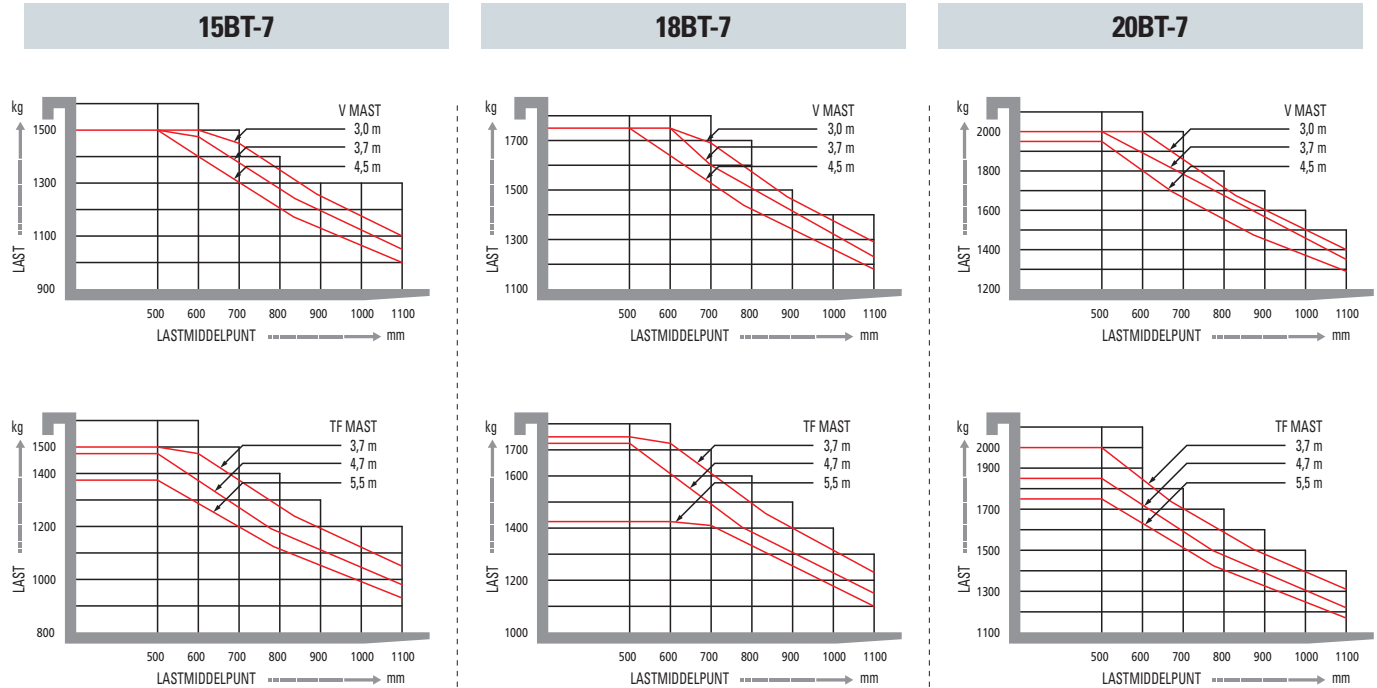 15BT-7
18BT-7
20BT-7
kg
1500
1300
1100
900
LAST
V MAST
3,0 m
3,7 m
4,5 m
500 600 700 800 900 1000 1100
LASTMIDDELPUNT mm
kg
1700
1500
1300
1100
LAST
V MAST
3,0 m
3,7 m
4,5 m
500 600 700 800 900 1000 1100
LASTMIDDELPUNT mm
kg
2000
1800
1600
1400
1200
LAST
V MAST
3,0 m
3,7 m
4,5 m
500 600 700 800 900 1000 1100
LASTMIDDELPUNT mm
kg
1500
1400
1200
1000
800
LAST
TF MAST
3,7 m
4,7 m
5,5 m
500 600 700 800 900 1000 1100
LASTMIDDELPUNT mm
kg
1700
1600
1400
1200
1000
LAST
TF MAST
3,7 m
4,7 m
5,5 m
500 600 700 800 900 1000 1100
LASTMIDDELPUNT mm
kg
2000
1900
1700
1500
1300
1100
LAST
TF MAST
3,7 m
4,7 m
5,5 m
500 600 700 800 900 1000 1100
LASTMIDDELPUNT mm